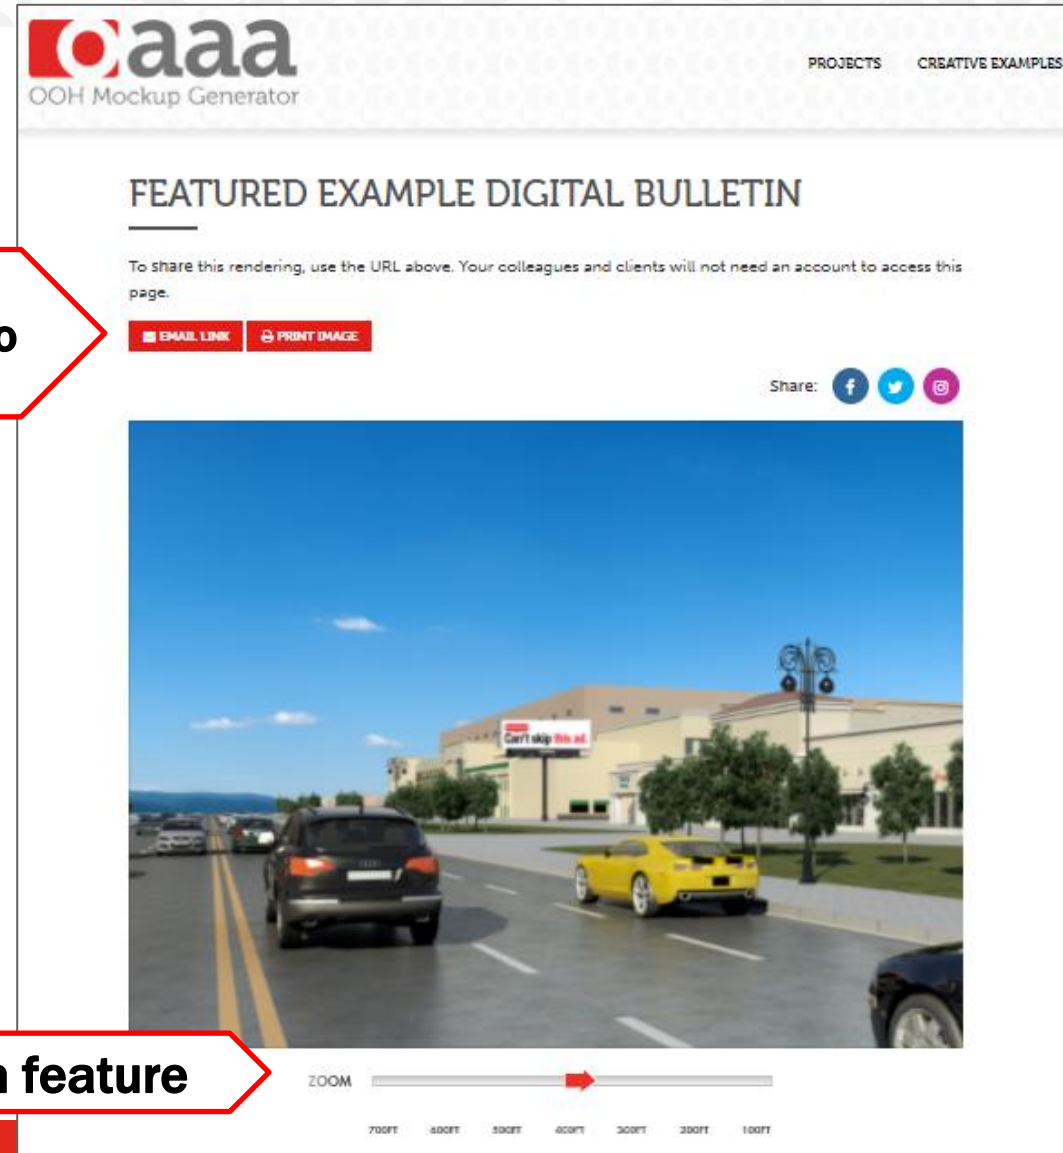 oaaa
OOH Mockup Generator
PROJECTS CREATIVE EXAMPLES
FEATURED EXAMPLE DIGITAL BULLETIN
To share this rendering, use the URL above. Your colleagues and clients will not need an account to access this
page.
EMAIL LINK PRINT IMAGE
Share:
Can't skip this ad.
feature
ZOOM
700FT 600FT 500FT 400FT 300FT 200FT 100FT